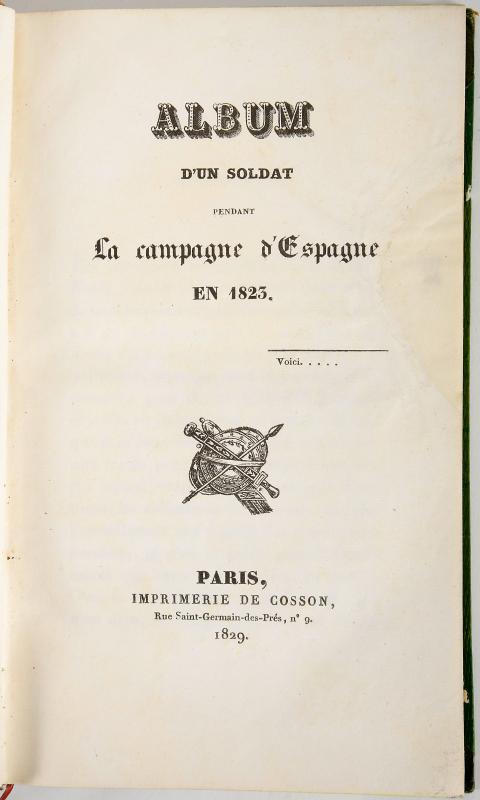 ALBUM
D'UN SOLDAT
PENDANT
La campagne d'Espagne
EN 1823.
Voici. . . . .
PARIS,
IMPRIMERIE DE COSSON,
Rue Saint-Germain-des-Prés, n° 9.
1829.